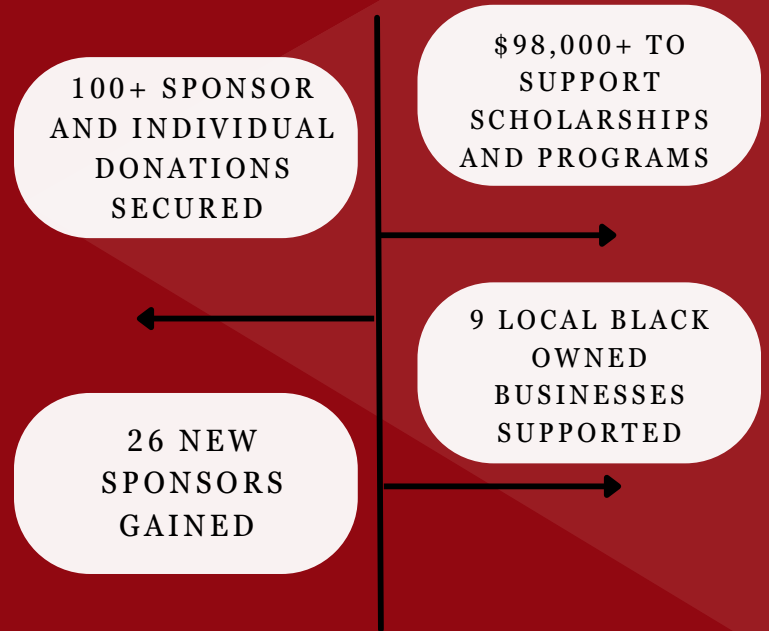 100+ SPONSOR
AND INDIVIDUAL
DONATIONS
SECURED
$98,000+ TO
SUPPORT
SCHOLARSHIPS
AND PROGRAMS
26 NEW
SPONSORS
GAINED
9 LOCAL BLACK
OWNED
BUSINESSES
SUPPORTED